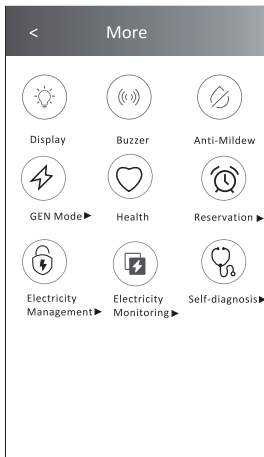 < More
Display Buzzer Anti-Mildew
GEN Mode▶ Health Reservation▶
Electricity Electricity Self-diagnosis▶
Management▶ Monitoring▶